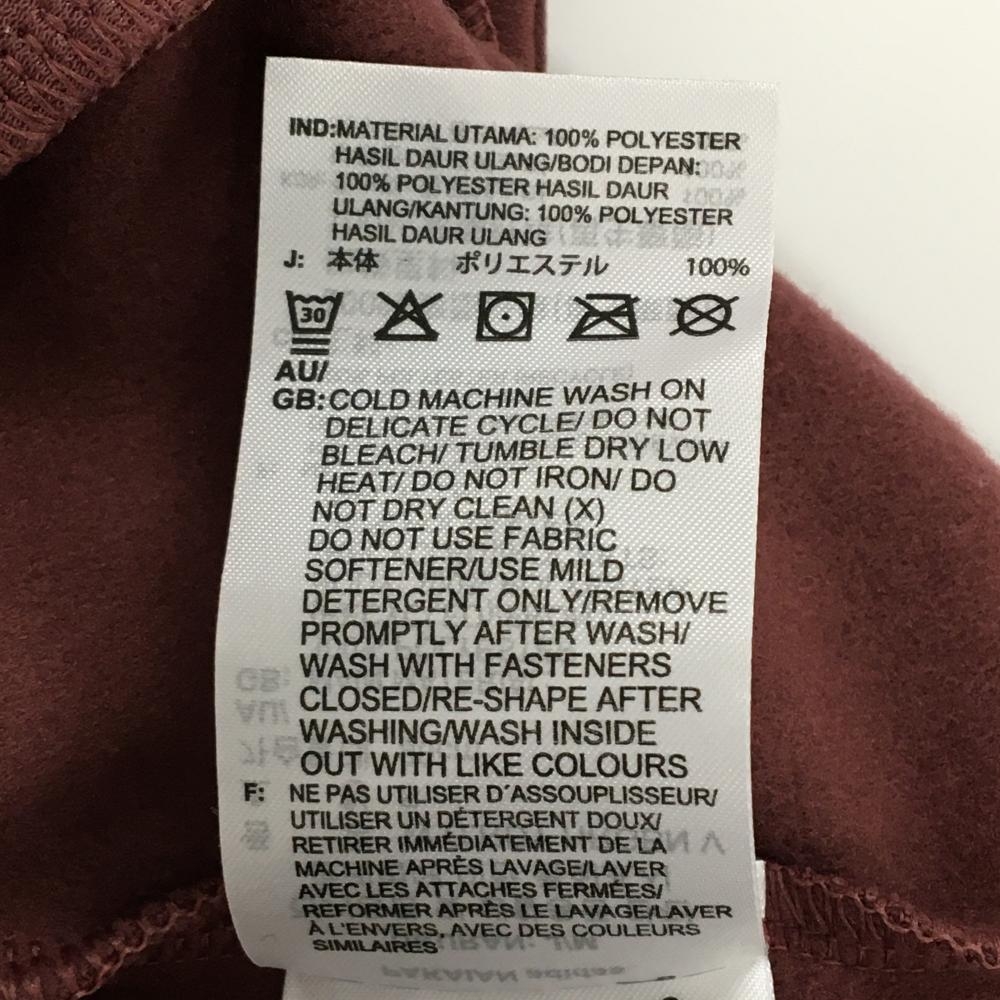 IND:MATERIAL UTAMA: 100% POLYESTER
HASIL DAUR ULANG/BODI DEPAN:
100% POLYESTER HASIL DAUR
ULANG/KANTUNG: 100% POLYESTER
HASIL DAUR ULANG
J: 本体 ポリエステル 100%
30
AU/
GB:COLD MACHINE WASH ON
DELICATE CYCLE/ DO NOT
BLEACH/ TUMBLE DRY LOW
HEAT/ DO NOT IRON/ DO
NOT DRY CLEAN (X)
DO NOT USE FABRIC
SOFTENER/USE MILD
DETERGENT ONLY/REMOVE
PROMPTLY AFTER WASH/
WASH WITH FASTENERS
CLOSED/RE-SHAPE AFTER
WASHING/WASH INSIDE
OUT WITH LIKE COLOURS
F: NE PAS UTILISER D'ASSOUPLISSEUR/
UTILISER UN DÉTERGENT DOUX/
RETIRER IMMÉDIATEMENT DE LA
MACHINE APRÈS LAVAGE/LAVER
AVEC LES ATTACHES FERMÉES/
REFORMER APRÈS LE LAVAGE/LAVER
À L'ENVERS, AVEC DES COULEURS
SIMILAIRES